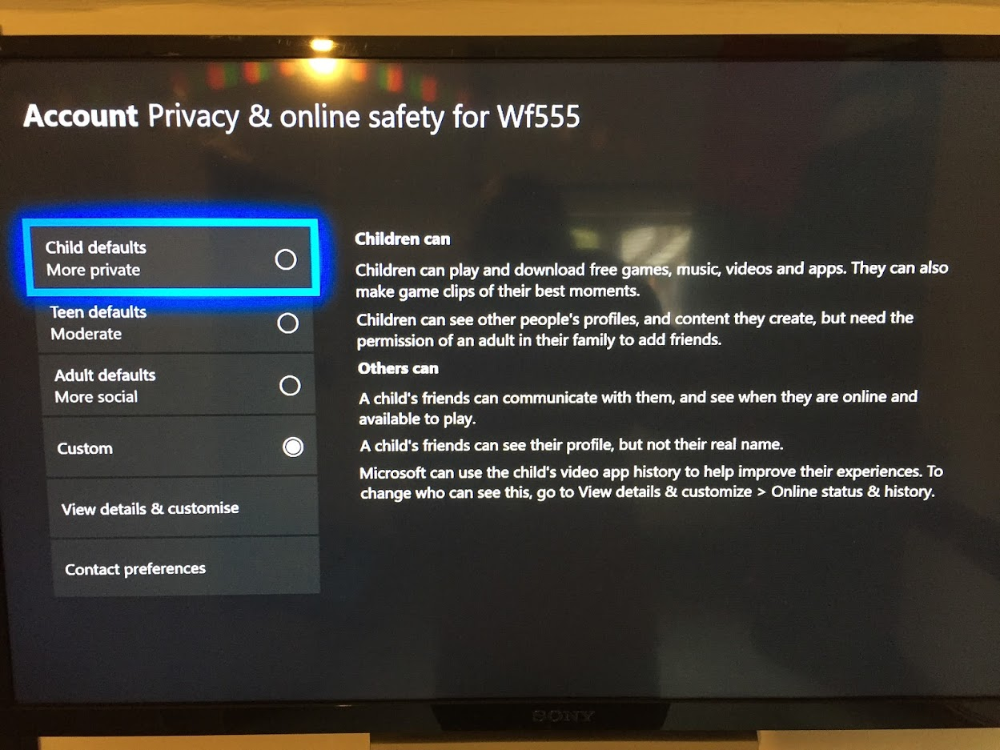 Account Privacy & online safety for Wf555
Child defaults
More private
Teen defaults
Moderate
Adult defaults
More social
Custom
View details & customise
Contact preferences
Children can
Children can play and download free games, music, videos and apps. They can also
make game clips of their best moments.
Children can see other people's profiles, and content they create, but need the
permission of an adult in their family to add friends.
Others can
A child's friends can communicate with them, and see when they are online and
available to play.
A child's friends can see their profile, but not their real name.
Microsoft can use the child's video app history to help improve their experiences. To
change who can see this, go to View details & customize > Online status & history.
SONY